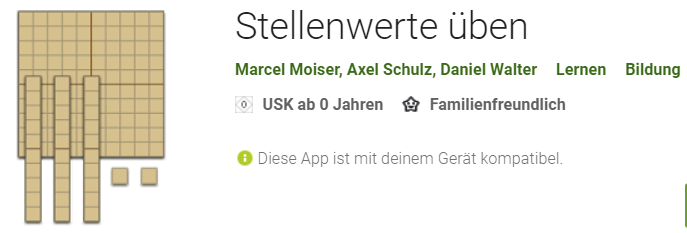 Stellenwerte üben
Marcel Moiser, Axel Schulz, Daniel Walter Lernen Bildung
0 USK ab 0 Jahren Familienfreundlich
Diese App ist mit deinem Gerät kompatibel.